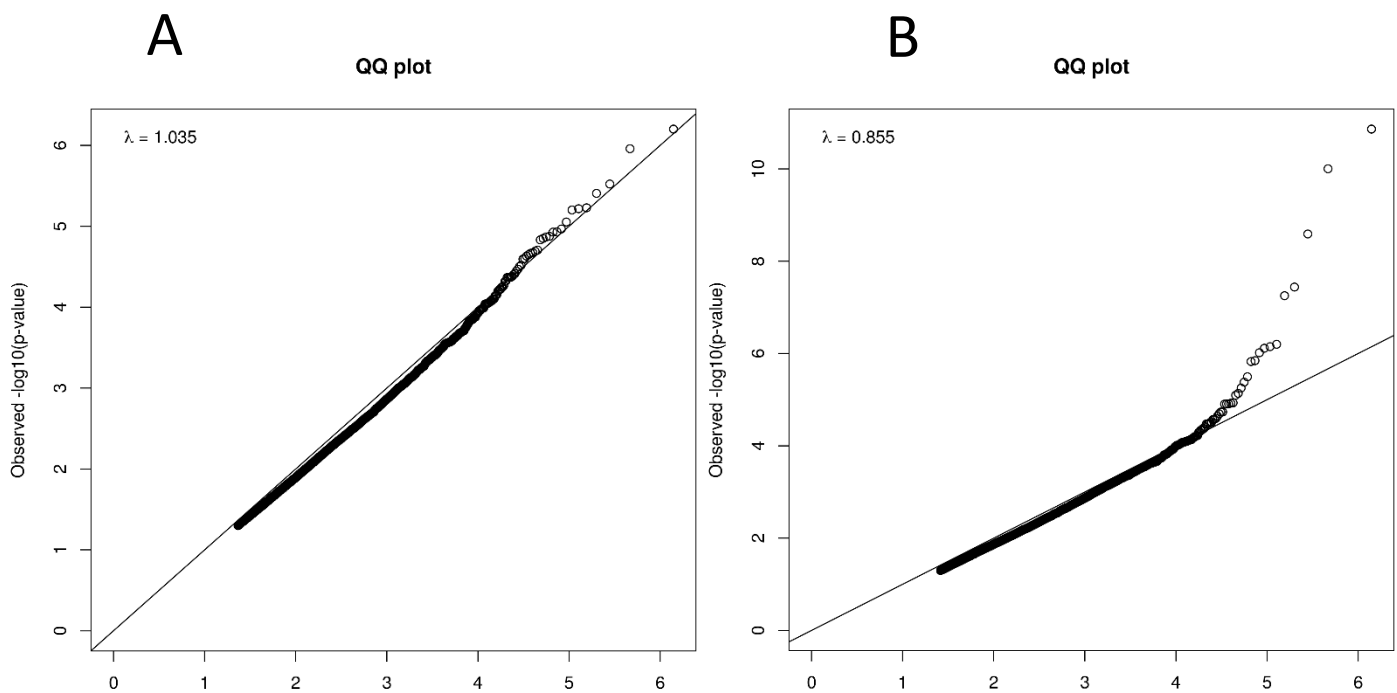 A
QQ plot
λ = 1.035
Observed -log10(p-value)
6
5
4
3
2
1
0
0 1 2 3 4 5 6
B
QQ plot
λ = 0.855
Observed -log10(p-value)
10
8
6
4
2
0
0 1 2 3 4 5 6